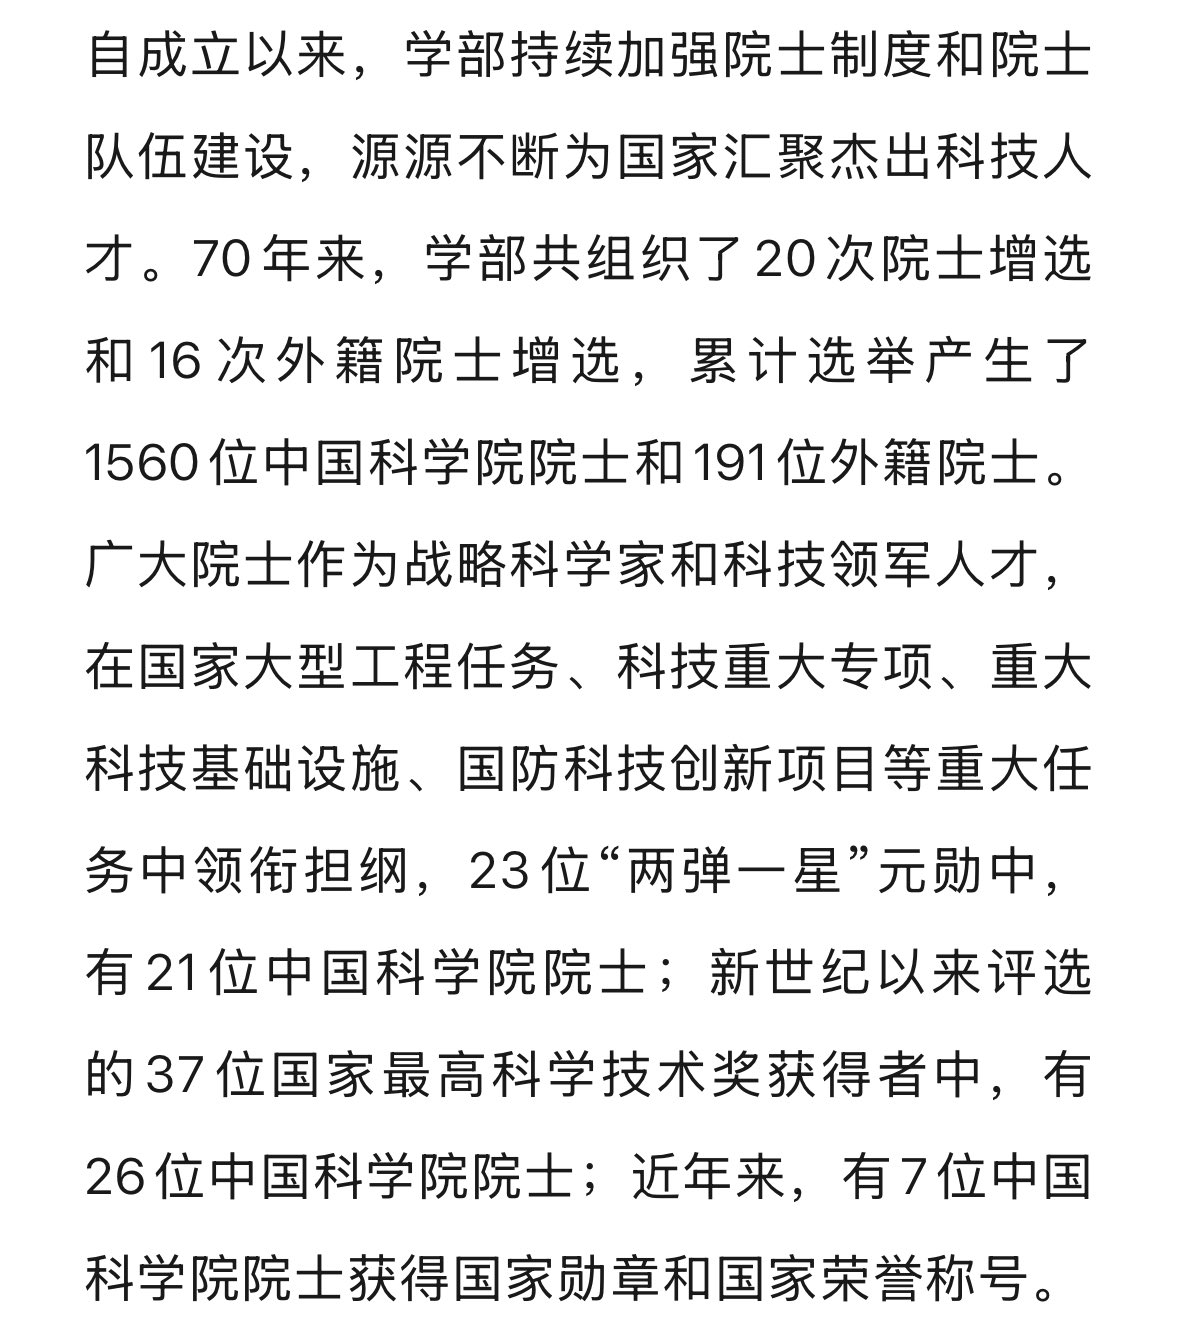 自成立以来，学部持续加强院士制度和院士
队伍建设，源源不断为国家汇聚杰出科技人
才。70年来，学部共组织了20次院士增选
和16次外籍院士增选，累计选举产生了
1560位中国科学院院士和191位外籍院士。
广大院士作为战略科学家和科技领军人才，
在国家大型工程任务、科技重大专项、重大
科技基础设施、国防科技创新项目等重大任
务中领衔担纲，23位“两弹一星”元勋中，
有21位中国科学院院士；新世纪以来评选
的37位国家最高科学技术奖获得者中，有
26位中国科学院院士；近年来，有7位中国
科学院院士获得国家勋章和国家荣誉称号。